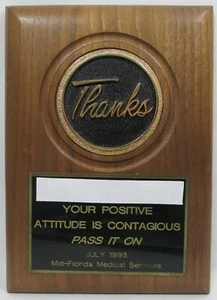 Thanks
YOUR POSITIVE
ATTITUDE IS CONTAGIOUS
PASS IT ON
JULY 1993
Mid-Florida Medical Services